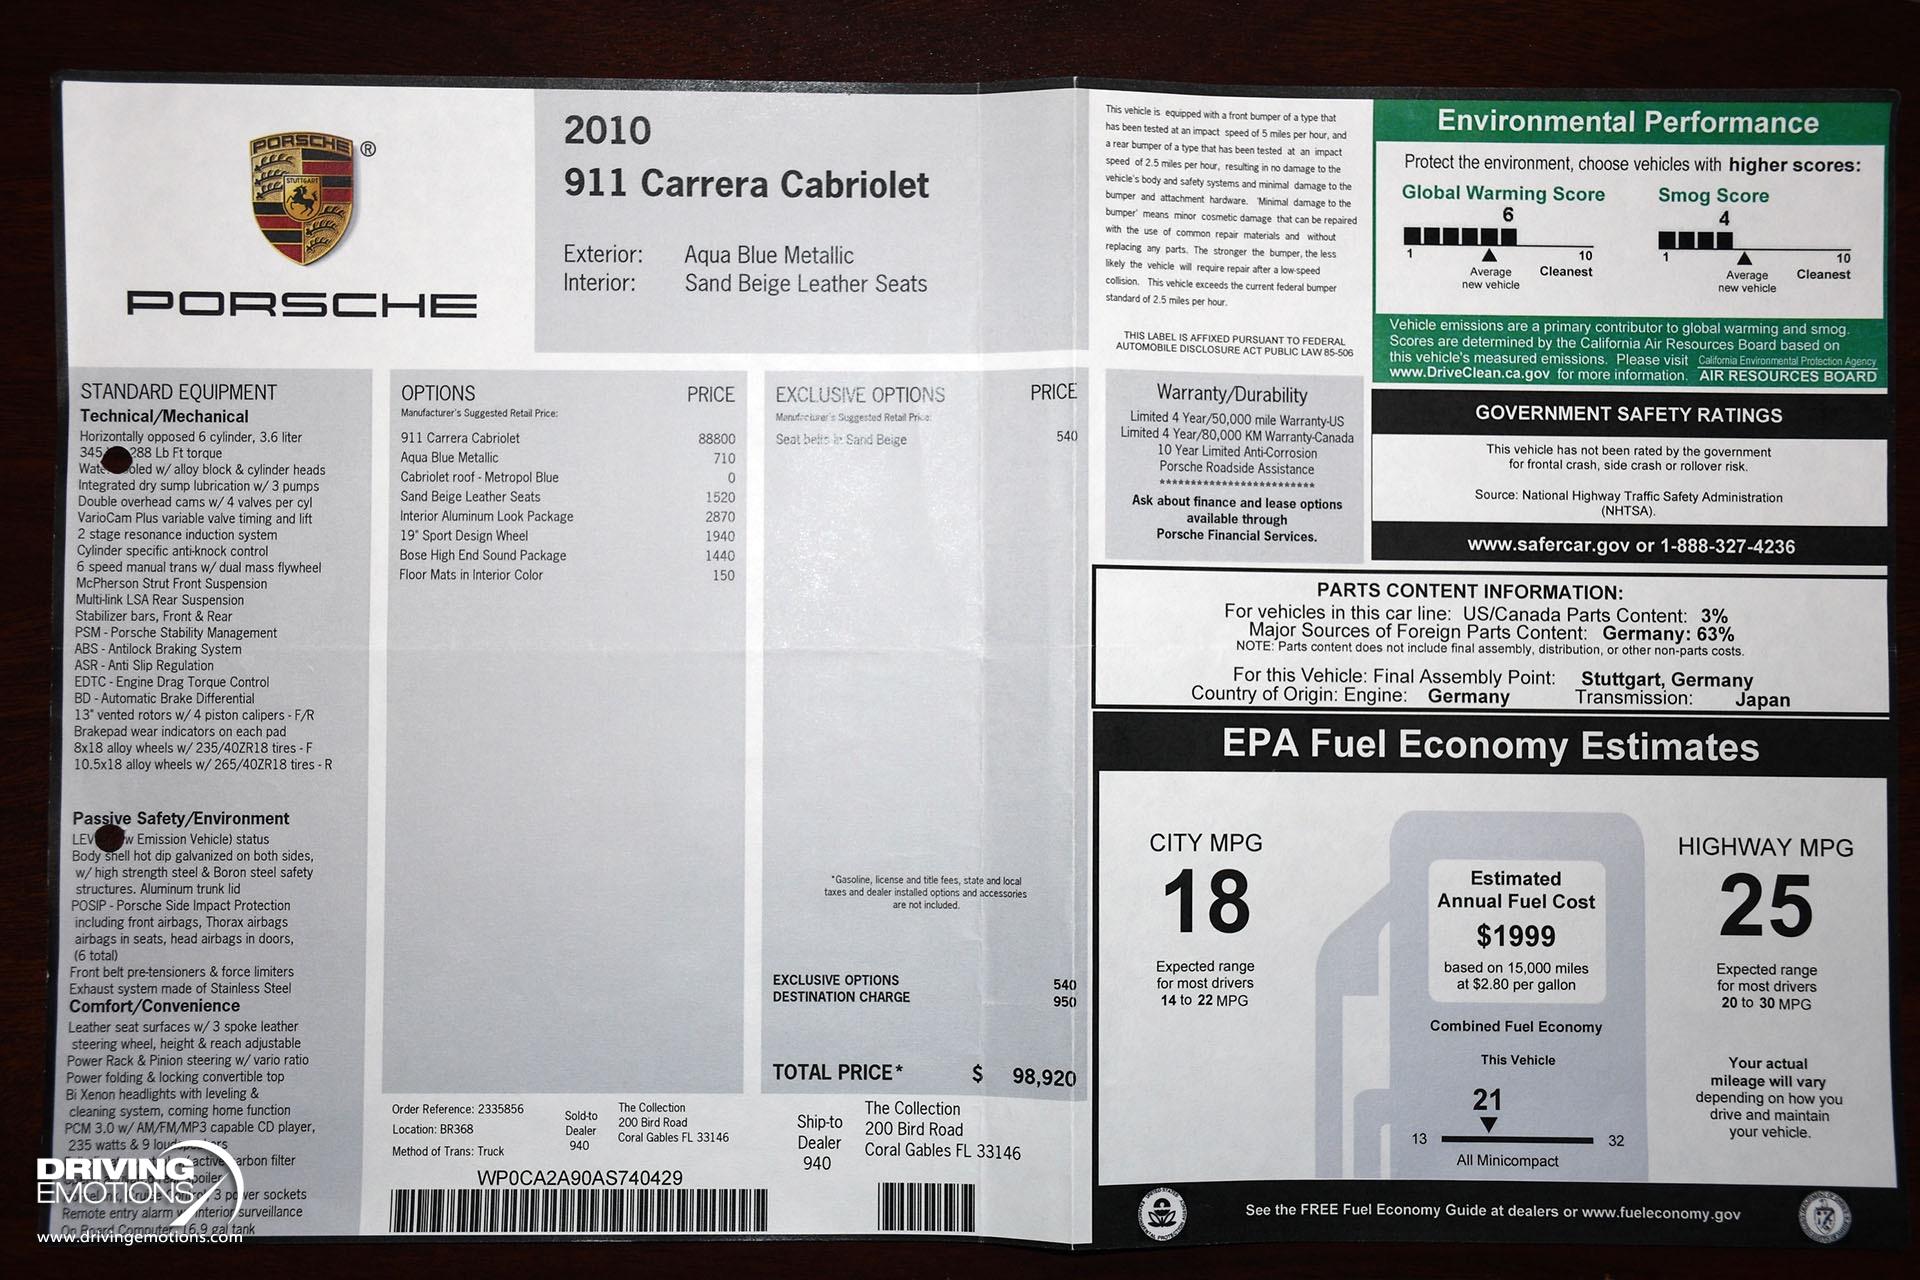 PORSCHE
STUTTGART
®
PORSCHE
2010
911 Carrera Cabriolet
Exterior: Aqua Blue Metallic
Interior: Sand Beige Leather Seats
STANDARD EQUIPMENT
Technical/Mechanical
Horizontally opposed 6 cylinder, 3.6 liter
345 288 Lb Ft torque
w/ alloy block & cylinder heads
Integrated dry sump lubrication w/ 3 pumps
Double overhead cams w/ 4 valves per cyl
VarioCam Plus variable valve timing and lift
2 stage resonance induction system
Cylinder specific anti-knock control
6 speed manual trans w/ dual mass flywheel
McPherson Strut Front Suspension
Multi-link LSA Rear Suspension
Stabilizer bars, Front & Rear
PSM - Porsche Stability Management
ABS - Antilock Braking System
ASR - Anti Slip Regulation
EDTC - Engine Drag Torque Control
BD - Automatic Brake Differential
13" vented rotors w/ 4 piston calipers - F/R
Brakepad wear indicators on each pad
8x18 alloy wheels w/ 235/40ZR18 tires - F
10.5x18 alloy wheels w/ 265/40ZR18 tires - R
Passive Safety/Environment
Emission Vehicle) status
Body shell hot dip galvanized on both sides,
w/ high strength steel & Boron steel safety
structures. Aluminum trunk lid
POSIP - Porsche Side Impact Protection
including front airbags, Thorax airbags
airbags in seats, head airbags in doors,
(6 total)
Front belt pre-tensioners & force limiters
Exhaust system made of Stainless Steel
Comfort/Convenience
Leather seat surfaces w/ 3 spoke leather
steering wheel, height & reach adjustable
Power Rack & Pinion steering w/ vario ratio
Power folding & locking convertible top
Bi Xenon headlights with leveling &
cleaning system, coming home function
PCM 3.0 w/ AM/FM/MP3 capable CD player,
235 watts & 9
filter
3 power sockets
Remote entry alarm w/ interior surveillance
On Board Computer, 16.9 gal tank
OPTIONS PRICE
Manufacturer's Suggested Retail Price:
911 Carrera Cabriolet 88800
Aqua Blue Metallic 710
Cabriolet roof - Metropol Blue 0
Sand Beige Leather Seats 1520
Interior Aluminum Look Package 2870
19" Sport Design Wheel 1940
Bose High End Sound Package 1440
Floor Mats in Interior Color 150
EXCLUSIVE OPTIONS PRICE
Manufacturer's Suggested Retail Price:
Seat belts in Sand Beige 540
*Gasoline, license and title fees, state and local
taxes and dealer installed options and accessories
are not included.
EXCLUSIVE OPTIONS 540
DESTINATION CHARGE 950
TOTAL PRICE* $ 98,920
Order Reference: 2335856
Location: BR368
Method of Trans: Truck
Sold-to
Dealer
940
The Collection
200 Bird Road
Coral Gables FL 33146
Ship-to
Dealer
940
The Collection
200 Bird Road
Coral Gables FL 33146
WP0CA2A90AS740429
This vehicle is equipped with a front bumper of a type that
has been tested at an impact speed of 5 miles per hour, and
a rear bumper of a type that has been tested at an impact
speed of 2.5 miles per hour, resulting in no damage to the
vehicle's body and safety systems and minimal damage to the
bumper and attachment hardware. 'Minimal damage to the
bumper' means minor cosmetic damage that can be repaired
with the use of common repair materials and without
replacing any parts. The stronger the bumper, the less
likely the vehicle will require repair after a low-speed
collision. This vehicle exceeds the current federal bumper
standard of 2.5 miles per hour.
THIS LABEL IS AFFIXED PURSUANT TO FEDERAL
AUTOMOBILE DISCLOSURE ACT PUBLIC LAW 85-506
Warranty/Durability
Limited 4 Year/50,000 mile Warranty-US
Limited 4 Year/80,000 KM Warranty-Canada
10 Year Limited Anti-Corrosion
Porsche Roadside Assistance
*************************
Ask about finance and lease options
available through
Porsche Financial Services.
Environmental Performance
Protect the environment, choose vehicles with higher scores:
Global Warming Score
6
1 10
Average
new vehicle
Cleanest
Smog Score
4
1 10
Average
new vehicle
Cleanest
Vehicle emissions are a primary contributor to global warming and smog.
Scores are determined by the California Air Resources Board based on
this vehicle's measured emissions. Please visit California Environmental Protection Agency
www.DriveClean.ca.gov for more information. AIR RESOURCES BOARD
GOVERNMENT SAFETY RATINGS
This vehicle has not been rated by the government
for frontal crash, side crash or rollover risk.
Source: National Highway Traffic Safety Administration
(NHTSA).
www.safercar.gov or 1-888-327-4236
PARTS CONTENT INFORMATION:
For vehicles in this car line: US/Canada Parts Content: 3%
Major Sources of Foreign Parts Content: Germany: 63%
NOTE: Parts content does not include final assembly, distribution, or other non-parts costs.
For this Vehicle: Final Assembly Point: Stuttgart, Germany
Country of Origin: Engine: Germany Transmission: Japan
EPA Fuel Economy Estimates
CITY MPG
18
Expected range
for most drivers
14 to 22 MPG
Estimated
Annual Fuel Cost
$1999
based on 15,000 miles
at $2.80 per gallon
Combined Fuel Economy
This Vehicle
21
13 32
All Minicompact
HIGHWAY MPG
25
Expected range
for most drivers
20 to 30 MPG
Your actual
mileage will vary
depending on how you
drive and maintain
your vehicle.
See the FREE Fuel Economy Guide at dealers or www.fueleconomy.gov
DRIVING
EMOTIONS
www.drivingemotions.com